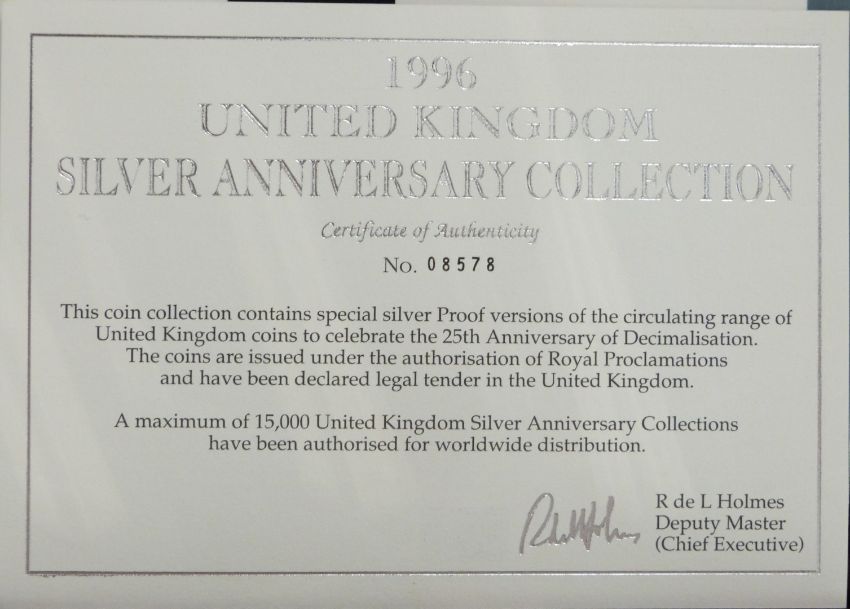 1996
UNITED KINGDOM
SILVER ANNIVERSARY COLLECTION
Certificate of Authenticity
No. 08578
This coin collection contains special silver Proof versions of the circulating range of
United Kingdom coins to celebrate the 25th Anniversary of Decimalisation.
The coins are issued under the authorisation of Royal Proclamations
and have been declared legal tender in the United Kingdom.
A maximum of 15,000 United Kingdom Silver Anniversary Collections
have been authorised for worldwide distribution.
R de L Holmes
Deputy Master
(Chief Executive)